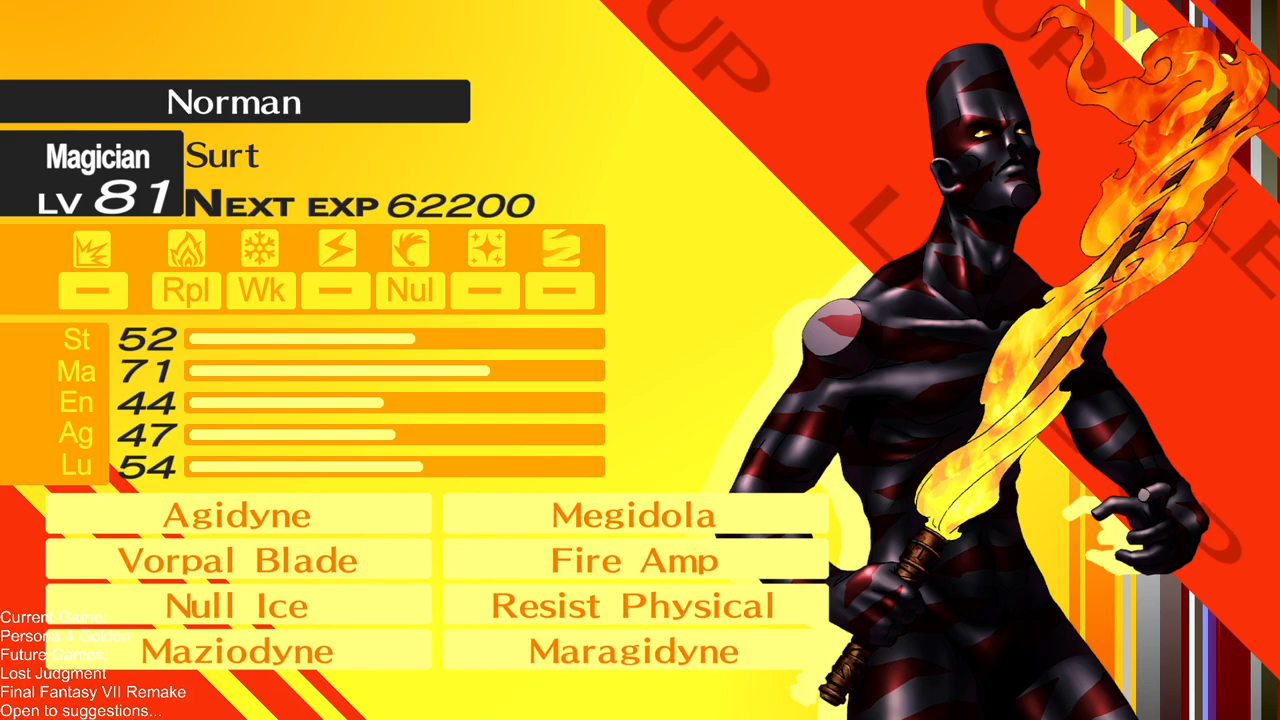 Norman
Magician
Surt
LV 81
NEXT EXP 62200
Rpl Wk Nul
St 52
Ma 71
En 44
Ag 47
Lu 54
Agidyne Megidola
Vorpal Blade Fire Amp
Null Ice Resist Physical
Maziodyne Maragidyne
Current Game:
Persona 4 Golden
Future Games:
Lost Judgment
Final Fantasy VII Remake
Open to suggestions...
UP
UP